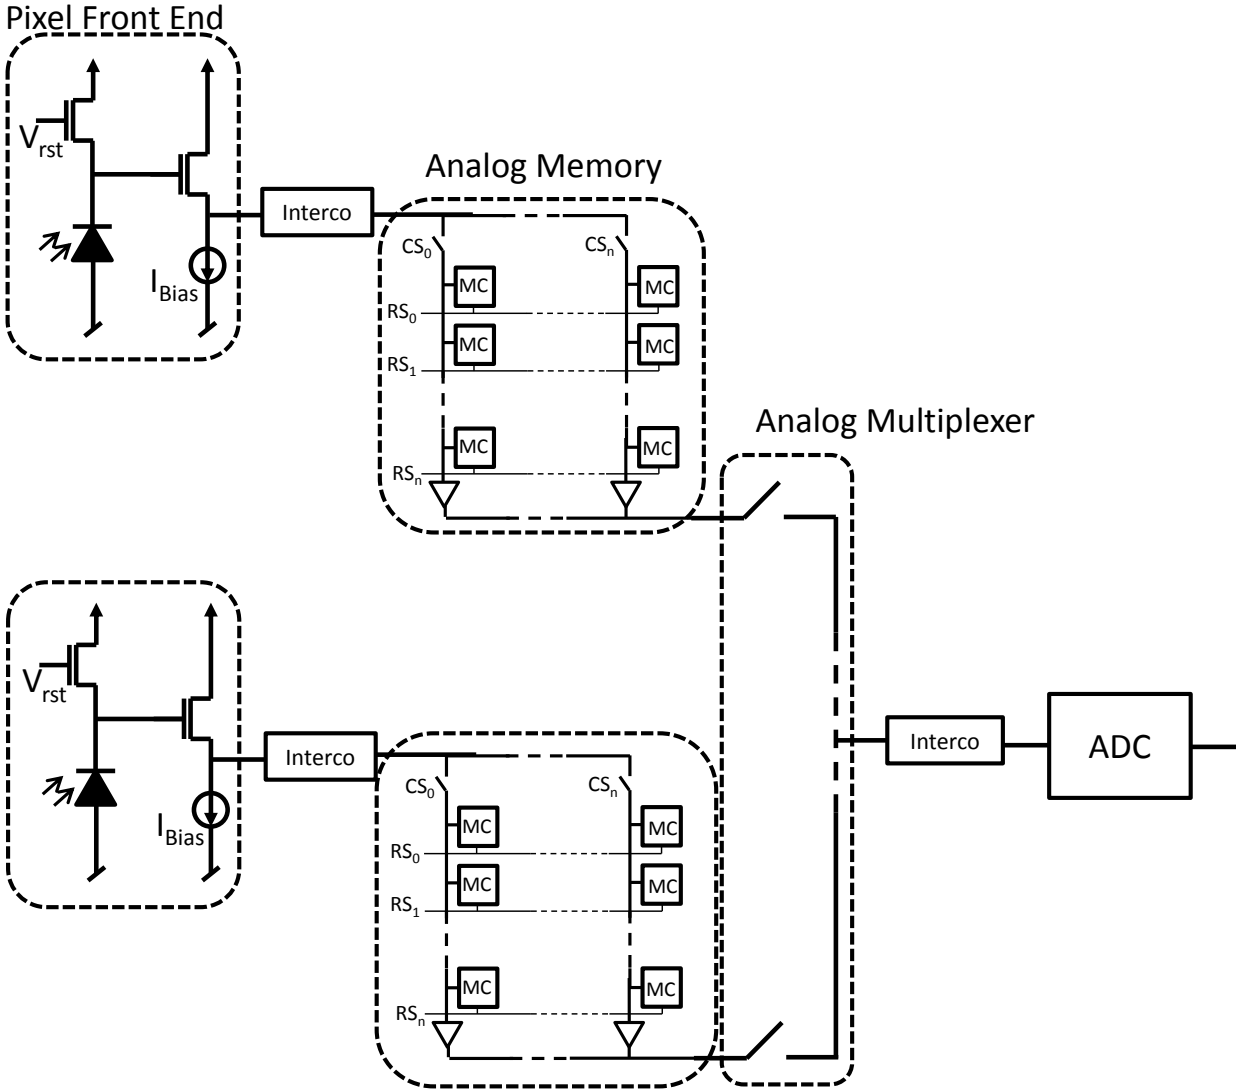 Pixel Front End
V_rst
I_Bias
Interco
Analog Memory
CS_0 CS_n
MC MC
RS_0
MC MC
RS_1
MC MC
RS_n
Analog Multiplexer
V_rst
I_Bias
Interco
CS_0 CS_n
MC MC
RS_0
MC MC
RS_1
MC MC
RS_n
Interco
ADC